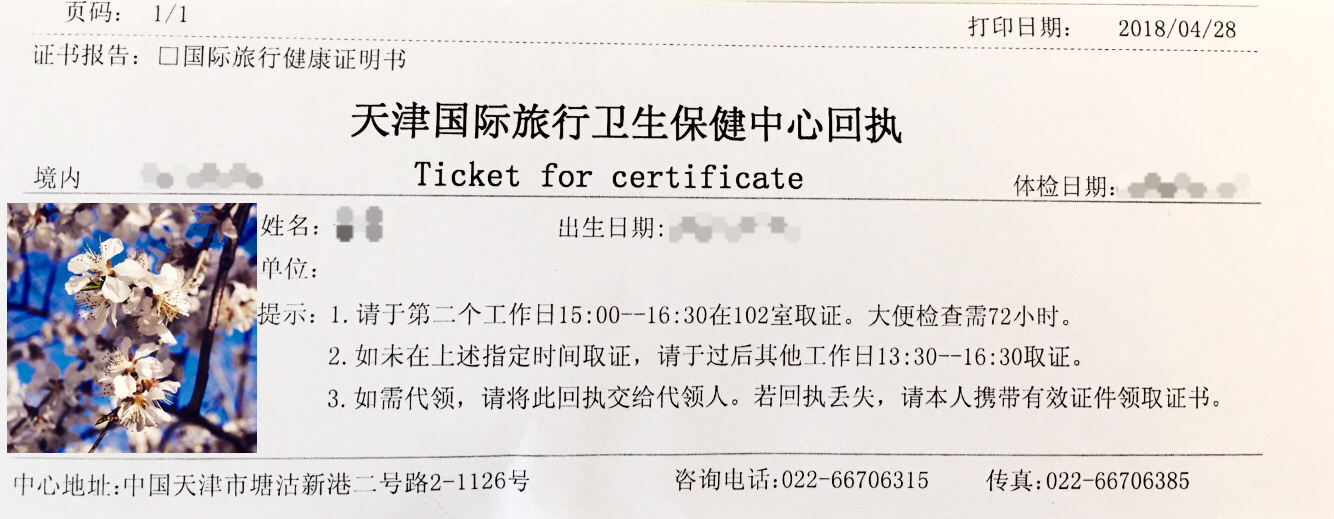 页码： 1/1
打印日期： 2018/04/28
证书报告：□国际旅行健康证明书
天津国际旅行卫生保健中心回执
境内
Ticket for certificate
体检日期:
姓名：
出生日期:
单位：
提示：1.请于第二个工作日15:00--16:30在102室取证。大便检查需72小时。
2.如未在上述指定时间取证，请于过后其他工作日13:30--16:30取证。
3.如需代领，请将此回执交给代领人。若回执丢失，请本人携带有效证件领取证书。
中心地址:中国天津市塘沽新港二号路2-1126号 咨询电话:022-66706315 传真:022-66706385